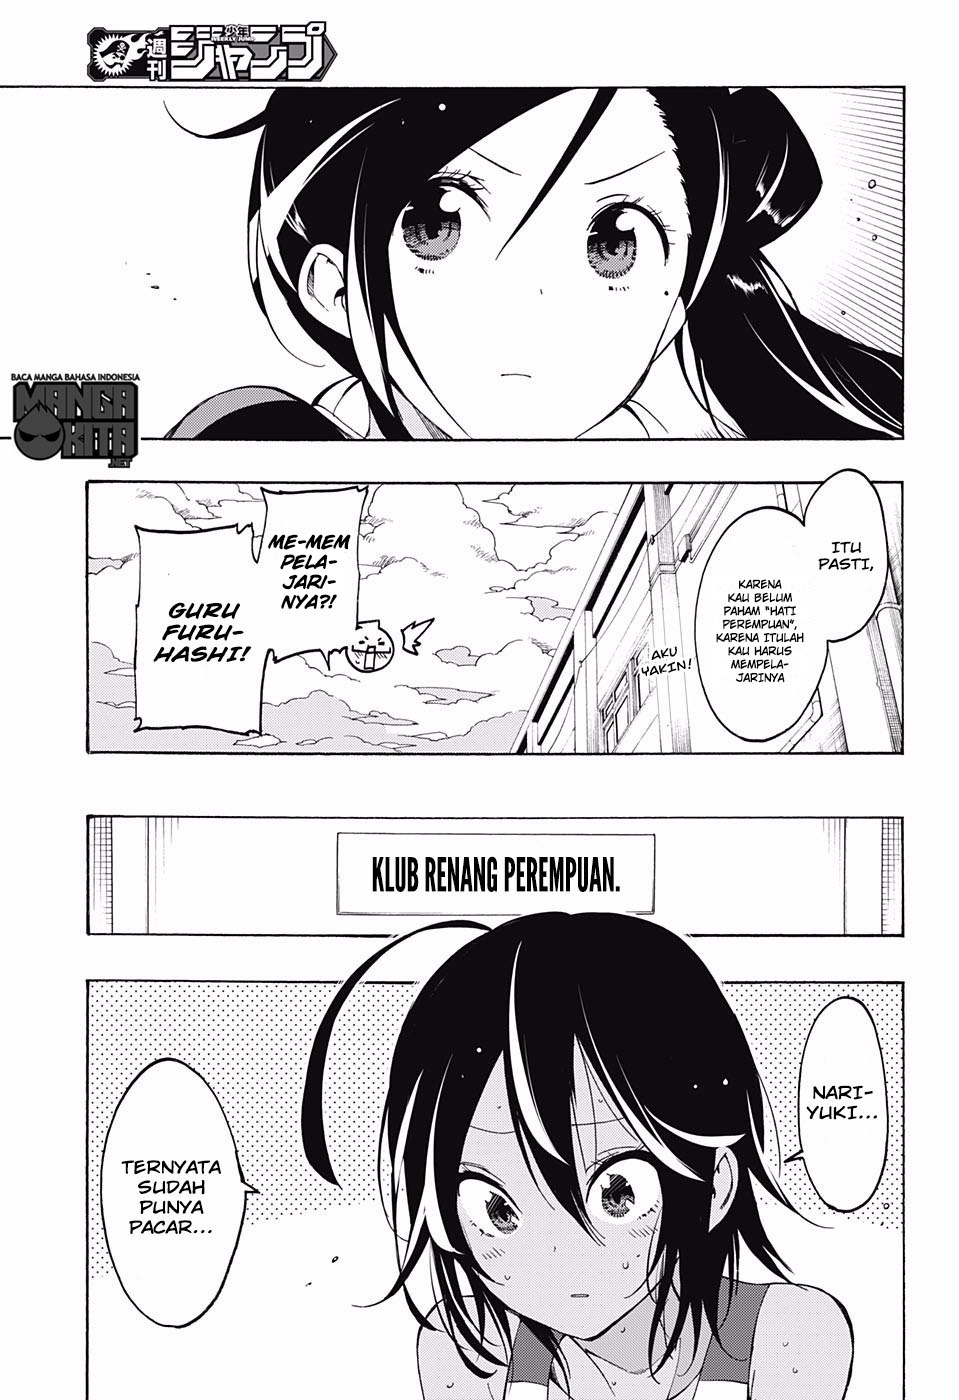 週刊
少年
ジャンプ
BACA MANGA BAHASA INDONESIA
MANGA
KITA
.NET
ITU
PASTI,
KARENA
KAU BELUM
PAHAM "HATI
PEREMPUAN",
KARENA ITULAH
KAU HARUS
MEMPELA-
JARINYA
AKU
YAKIN!
ME-MEM
PELA-
JARI-
NYA?!
GURU
FURU-
HASHI!
KLUB RENANG PEREMPUAN.
NARI-
YUKI...
TERNYATA
SUDAH
PUNYA
PACAR...